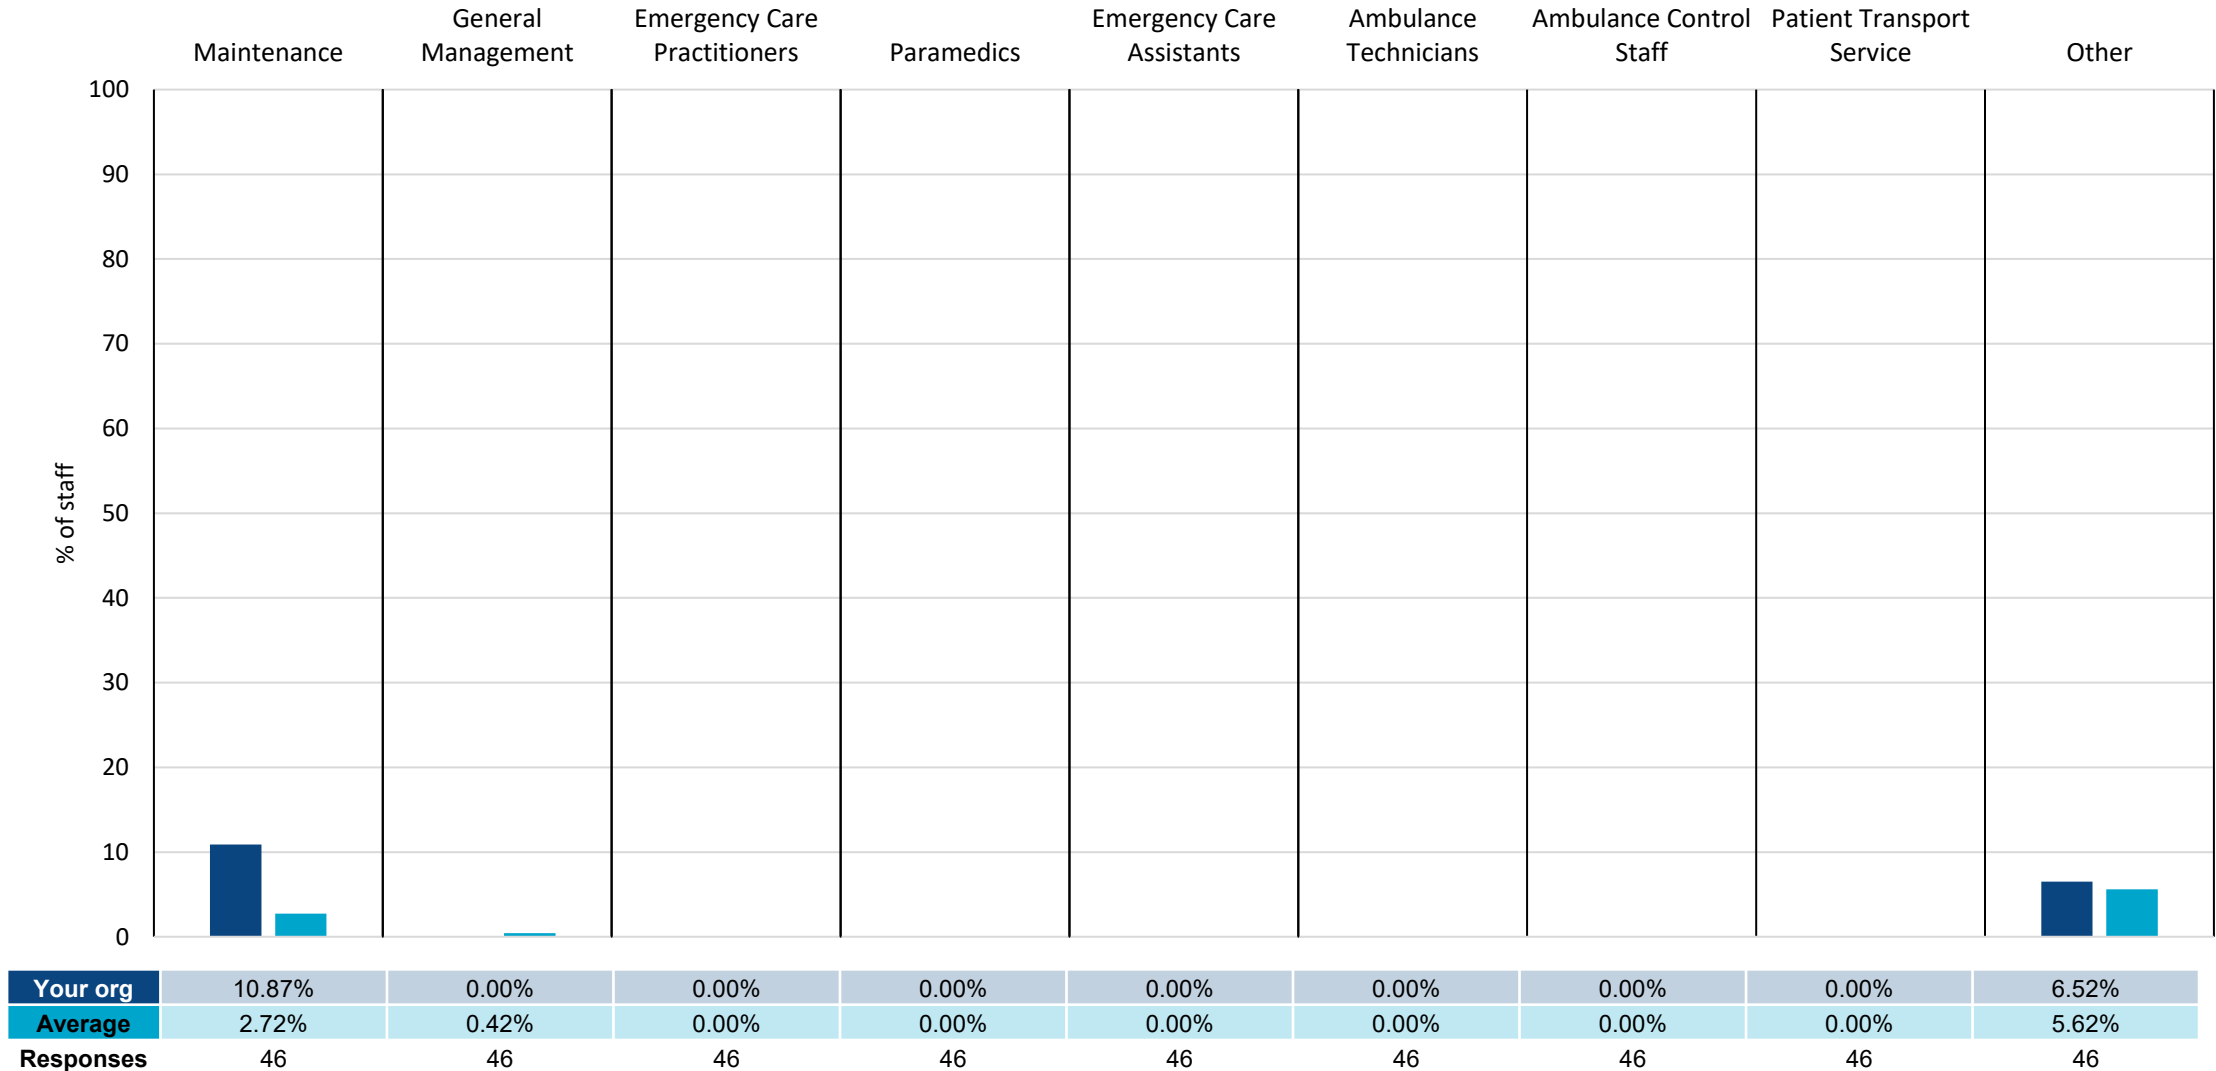 Maintenance
General
Management
Emergency Care
Practitioners
Paramedics
Emergency Care
Assistants
Ambulance
Technicians
Ambulance Control
Staff
Patient Transport
Service
Other
% of staff
100
90
80
70
60
50
40
30
20
10
0
Your org 10.87% 0.00% 0.00% 0.00% 0.00% 0.00% 0.00% 0.00% 6.52%
Average 2.72% 0.42% 0.00% 0.00% 0.00% 0.00% 0.00% 0.00% 5.62%
Responses 46 46 46 46 46 46 46 46 46